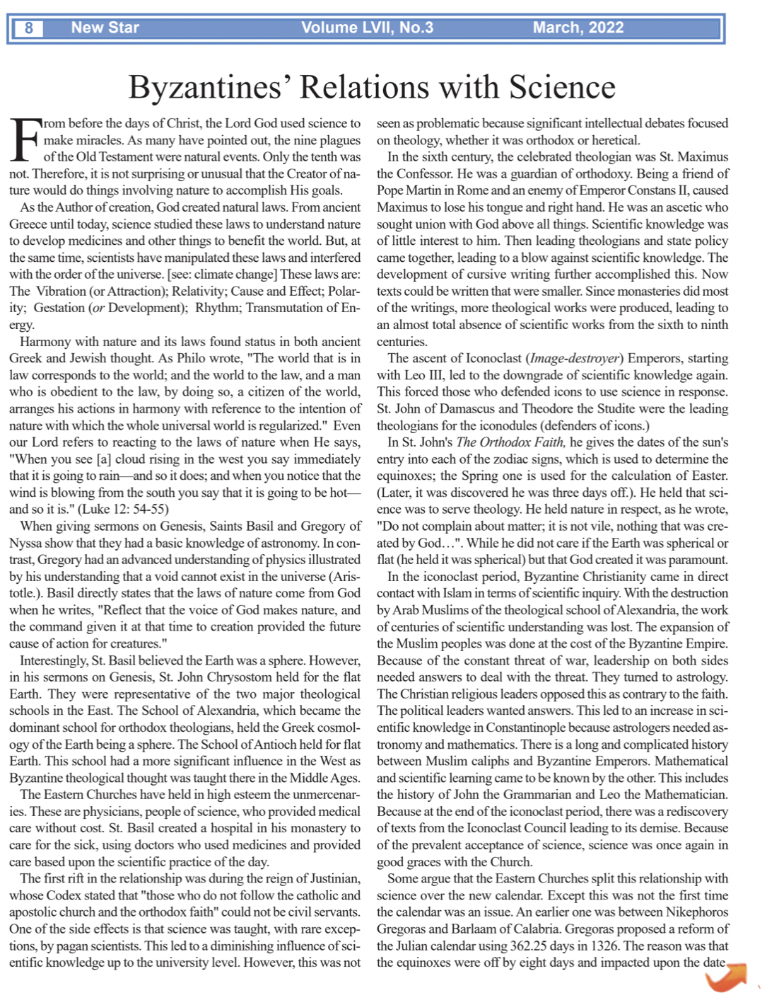 8 New Star Volume LVII, No.3 March, 2022
Byzantines’ Relations with Science
From before the days of Christ, the Lord God used science to
make miracles. As many have pointed out, the nine plagues
of the Old Testament were natural events. Only the tenth was
not. Therefore, it is not surprising or unusual that the Creator of na-
ture would do things involving nature to accomplish His goals.
As the Author of creation, God created natural laws. From ancient
Greece until today, science studied these laws to understand nature
to develop medicines and other things to benefit the world. But, at
the same time, scientists have manipulated these laws and interfered
with the order of the universe. [see: climate change] These laws are:
The Vibration (or Attraction); Relativity; Cause and Effect; Polar-
ity; Gestation (or Development); Rhythm; Transmutation of En-
ergy.
Harmony with nature and its laws found status in both ancient
Greek and Jewish thought. As Philo wrote, "The world that is in
law corresponds to the world; and the world to the law, and a man
who is obedient to the law, by doing so, a citizen of the world,
arranges his actions in harmony with reference to the intention of
nature with which the whole universal world is regularized." Even
our Lord refers to reacting to the laws of nature when He says,
"When you see [a] cloud rising in the west you say immediately
that it is going to rain—and so it does; and when you notice that the
wind is blowing from the south you say that it is going to be hot—
and so it is." (Luke 12: 54-55)
When giving sermons on Genesis, Saints Basil and Gregory of
Nyssa show that they had a basic knowledge of astronomy. In con-
trast, Gregory had an advanced understanding of physics illustrated
by his understanding that a void cannot exist in the universe (Aris-
totle.). Basil directly states that the laws of nature come from God
when he writes, "Reflect that the voice of God makes nature, and
the command given it at that time to creation provided the future
cause of action for creatures."
Interestingly, St. Basil believed the Earth was a sphere. However,
in his sermons on Genesis, St. John Chrysostom held for the flat
Earth. They were representative of the two major theological
schools in the East. The School of Alexandria, which became the
dominant school for orthodox theologians, held the Greek cosmol-
ogy of the Earth being a sphere. The School of Antioch held for flat
Earth. This school had a more significant influence in the West as
Byzantine theological thought was taught there in the Middle Ages.
The Eastern Churches have held in high esteem the unmercenar-
ies. These are physicians, people of science, who provided medical
care without cost. St. Basil created a hospital in his monastery to
care for the sick, using doctors who used medicines and provided
care based upon the scientific practice of the day.
The first rift in the relationship was during the reign of Justinian,
whose Codex stated that "those who do not follow the catholic and
apostolic church and the orthodox faith" could not be civil servants.
One of the side effects is that science was taught, with rare excep-
tions, by pagan scientists. This led to a diminishing influence of sci-
entific knowledge up to the university level. However, this was not
seen as problematic because significant intellectual debates focused
on theology, whether it was orthodox or heretical.
In the sixth century, the celebrated theologian was St. Maximus
the Confessor. He was a guardian of orthodoxy. Being a friend of
Pope Martin in Rome and an enemy of Emperor Constans II, caused
Maximus to lose his tongue and right hand. He was an ascetic who
sought union with God above all things. Scientific knowledge was
of little interest to him. Then leading theologians and state policy
came together, leading to a blow against scientific knowledge. The
development of cursive writing further accomplished this. Now
texts could be written that were smaller. Since monasteries did most
of the writings, more theological works were produced, leading to
an almost total absence of scientific works from the sixth to ninth
centuries.
The ascent of Iconoclast (Image-destroyer) Emperors, starting
with Leo III, led to the downgrade of scientific knowledge again.
This forced those who defended icons to use science in response.
St. John of Damascus and Theodore the Studite were the leading
theologians for the iconodules (defenders of icons.)
In St. John's The Orthodox Faith, he gives the dates of the sun's
entry into each of the zodiac signs, which is used to determine the
equinoxes; the Spring one is used for the calculation of Easter.
(Later, it was discovered he was three days off.). He held that sci-
ence was to serve theology. He held nature in respect, as he wrote,
"Do not complain about matter; it is not vile, nothing that was cre-
ated by God…". While he did not care if the Earth was spherical or
flat (he held it was spherical) but that God created it was paramount.
In the iconoclast period, Byzantine Christianity came in direct
contact with Islam in terms of scientific inquiry. With the destruction
by Arab Muslims of the theological school of Alexandria, the work
of centuries of scientific understanding was lost. The expansion of
the Muslim peoples was done at the cost of the Byzantine Empire.
Because of the constant threat of war, leadership on both sides
needed answers to deal with the threat. They turned to astrology.
The Christian religious leaders opposed this as contrary to the faith.
The political leaders wanted answers. This led to an increase in sci-
entific knowledge in Constantinople because astrologers needed as-
tronomy and mathematics. There is a long and complicated history
between Muslim caliphs and Byzantine Emperors. Mathematical
and scientific learning came to be known by the other. This includes
the history of John the Grammarian and Leo the Mathematician.
Because at the end of the iconoclast period, there was a rediscovery
of texts from the Iconoclast Council leading to its demise. Because
of the prevalent acceptance of science, science was once again in
good graces with the Church.
Some argue that the Eastern Churches split this relationship with
science over the new calendar. Except this was not the first time
the calendar was an issue. An earlier one was between Nikephoros
Gregoras and Barlaam of Calabria. Gregoras proposed a reform of
the Julian calendar using 362.25 days in 1326. The reason was that
the equinoxes were off by eight days and impacted upon the date